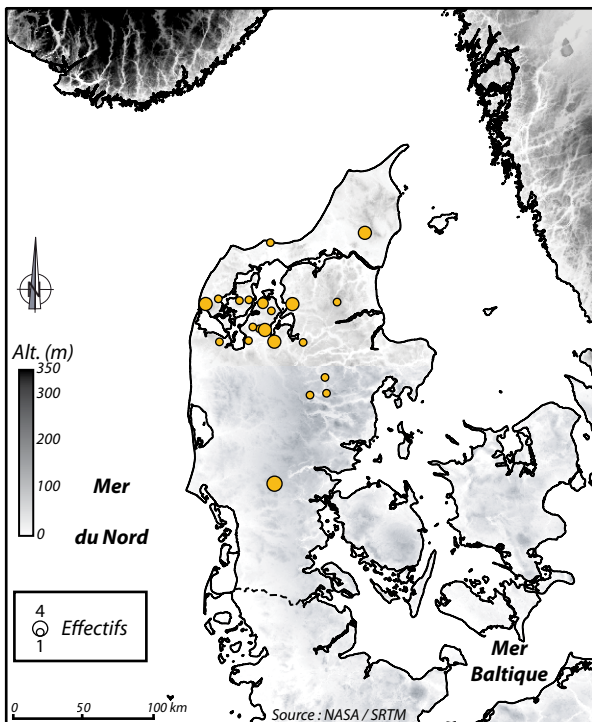 N
Alt. (m)
350
300
200
100
0
Mer
du Nord
4
Effectifs
1
Mer
Baltique
0 50 100 km
Source : NASA / SRTM